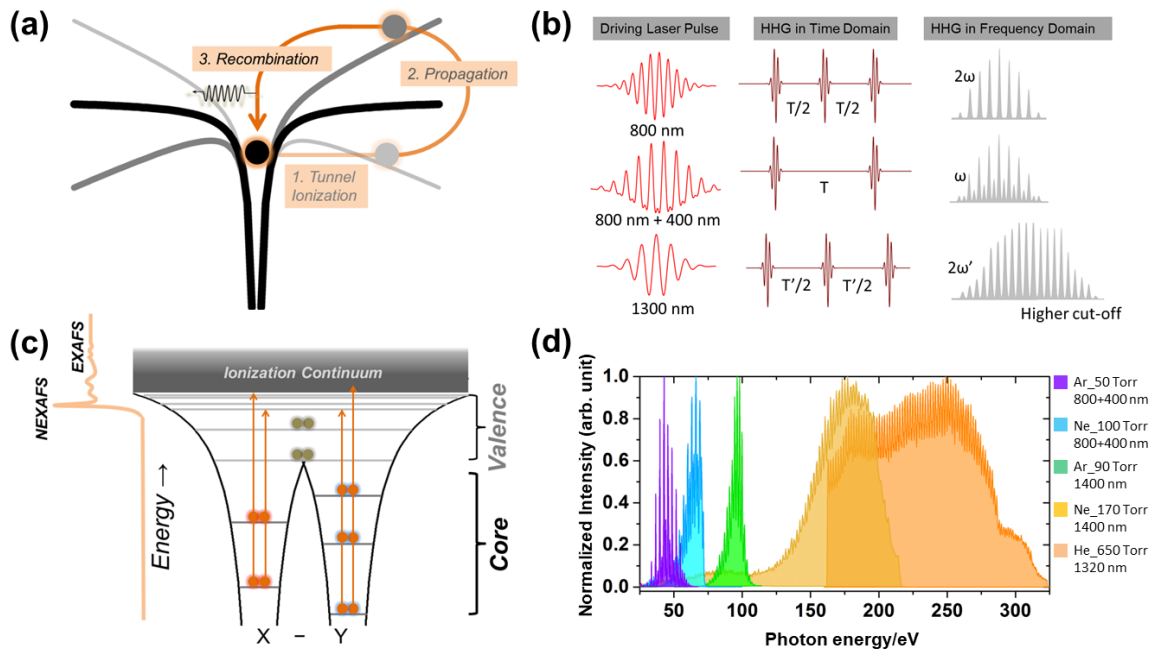 (a)
3. Recombination
2. Propagation
1. Tunnel
Ionization
(b)
Driving Laser Pulse
HHG in Time Domain
HHG in Frequency Domain
800 nm
T/2
T/2
2ω
800 nm + 400 nm
T
ω
1300 nm
T’/2
T’/2
2ω’
Higher cut-off
(c)
NEXAFS
EXAFS
Energy →
Ionization Continuum
Valence
Core
X – Y
(d)
Normalized Intensity (arb. unit)
1.0
0.8
0.6
0.4
0.2
0.0
50
100
150
200
250
300
Photon energy/eV
Ar_50 Torr
800+400 nm
Ne_100 Torr
800+400 nm
Ar_90 Torr
1400 nm
Ne_170 Torr
1400 nm
He_650 Torr
1320 nm